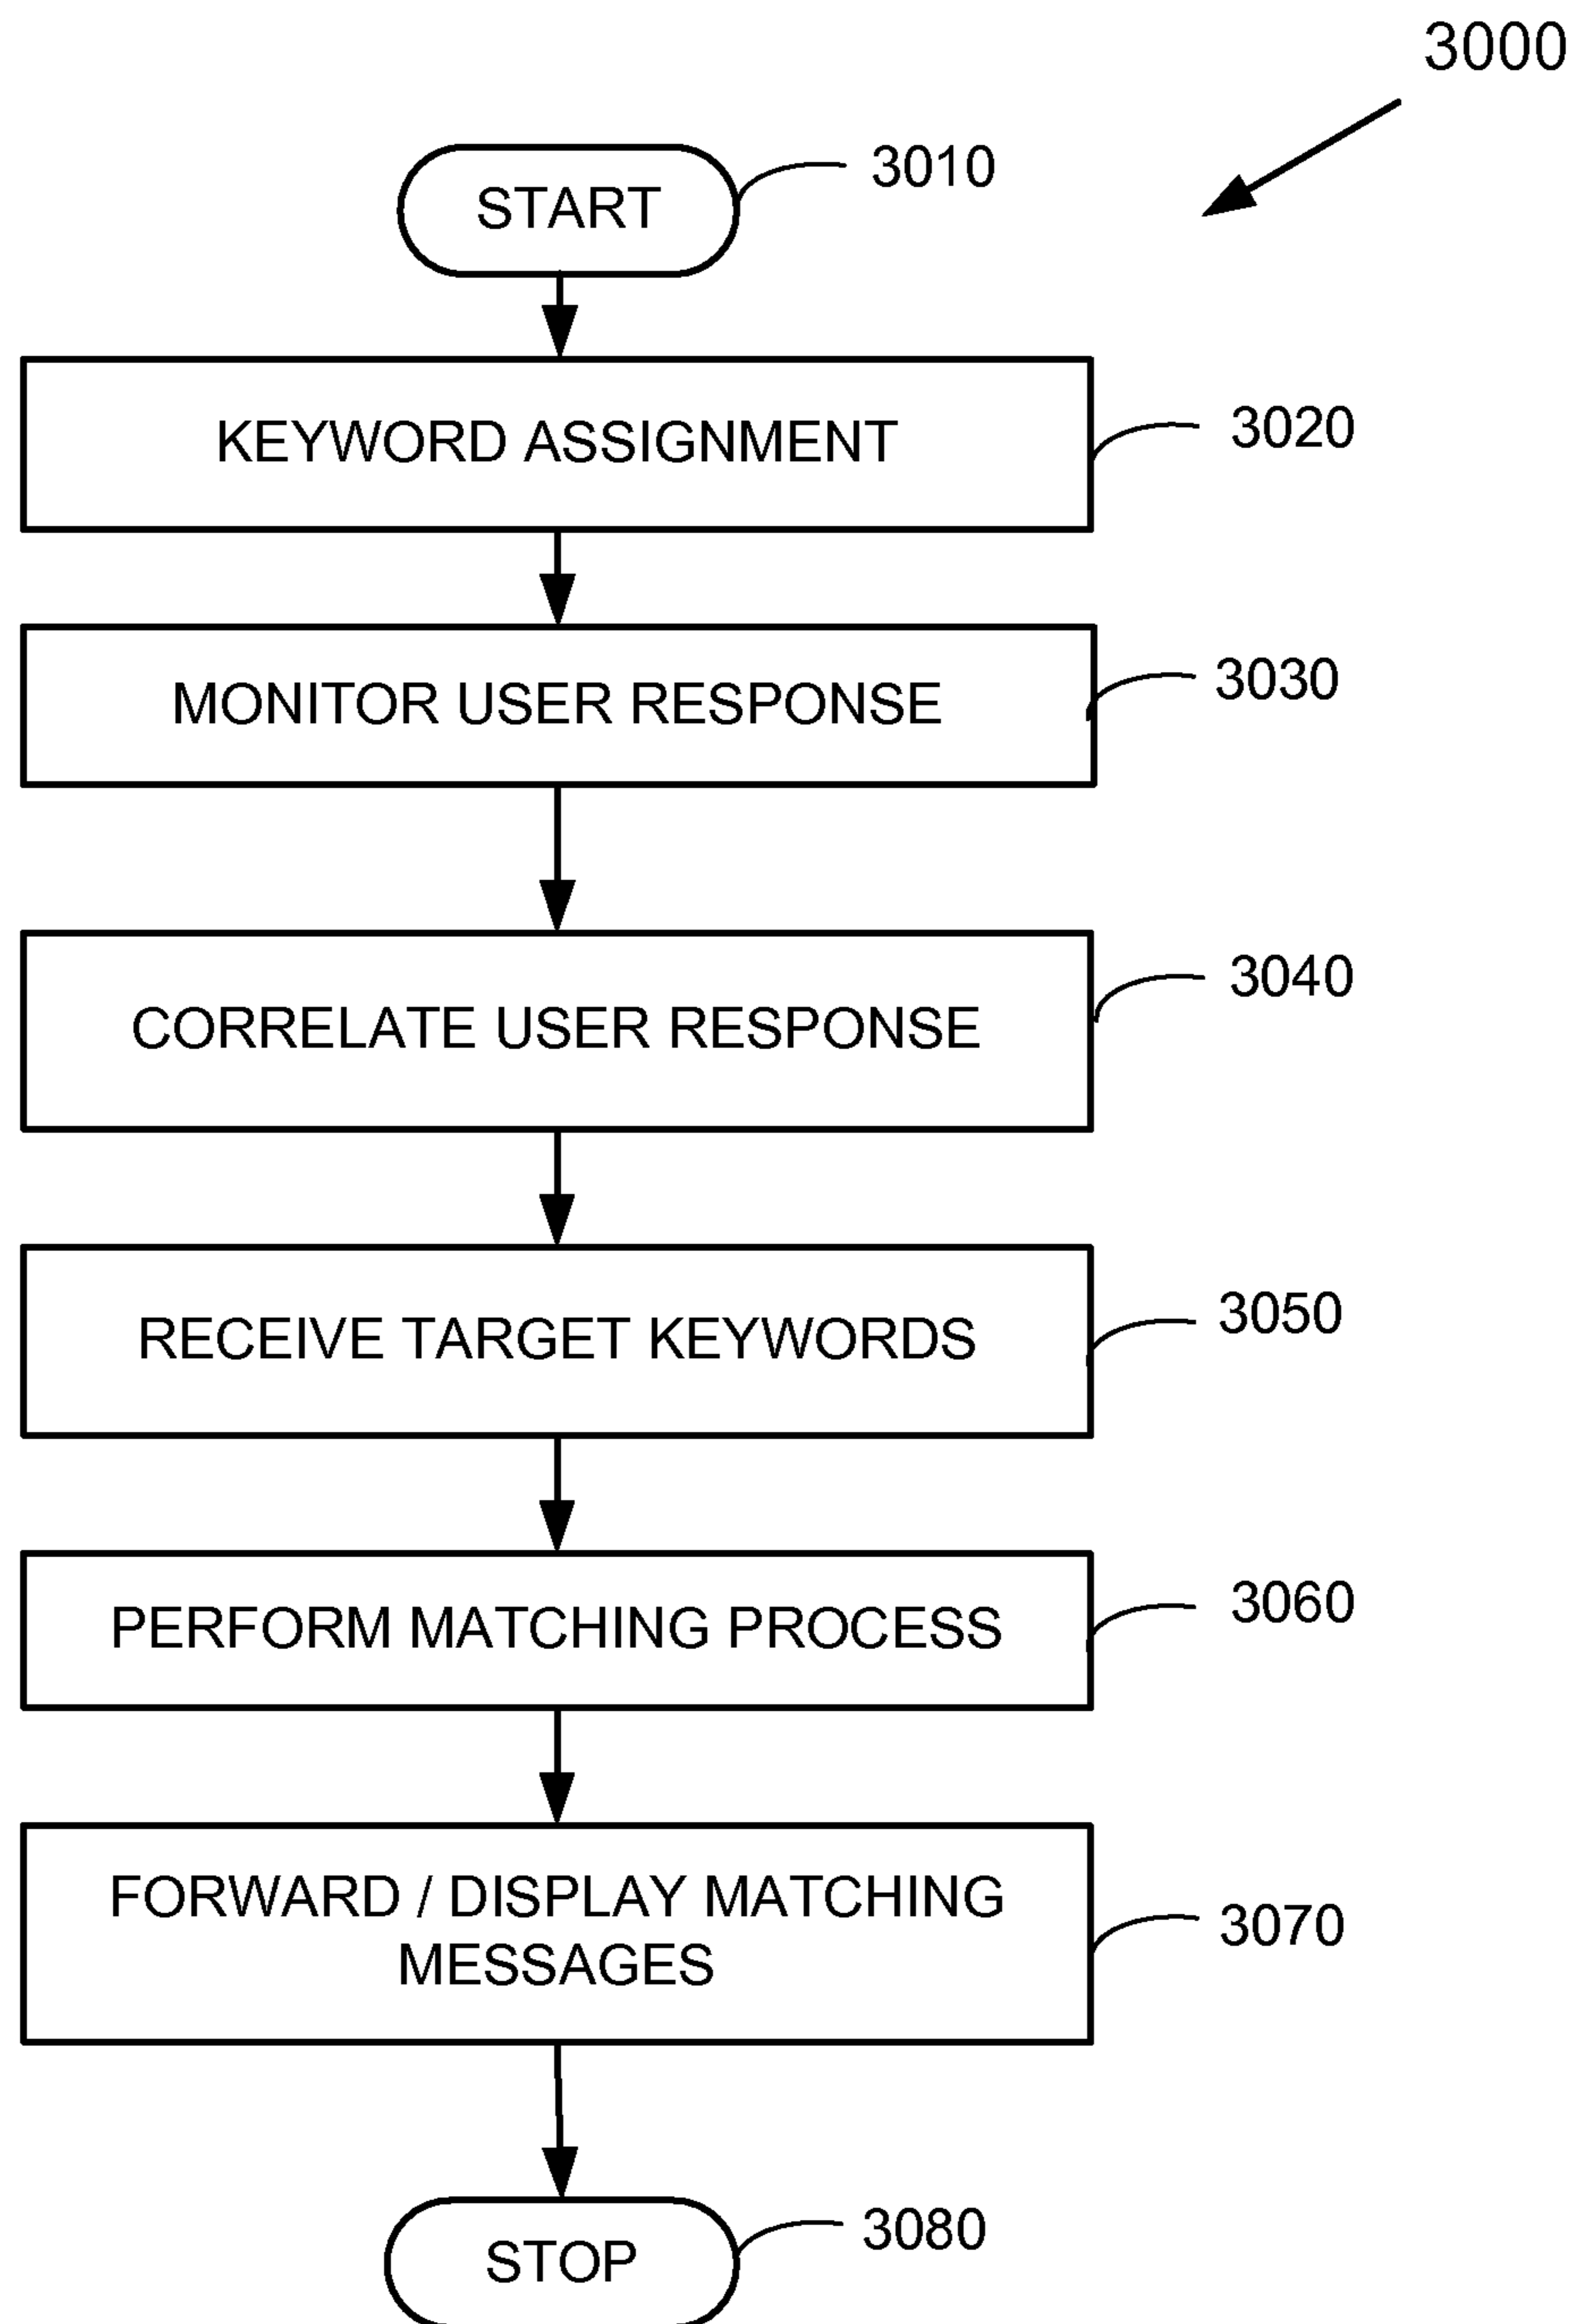 3000
START
3010
KEYWORD ASSIGNMENT
3020
MONITOR USER RESPONSE
3030
CORRELATE USER RESPONSE
3040
RECEIVE TARGET KEYWORDS
3050
PERFORM MATCHING PROCESS
3060
FORWARD / DISPLAY MATCHING
MESSAGES
3070
STOP
3080